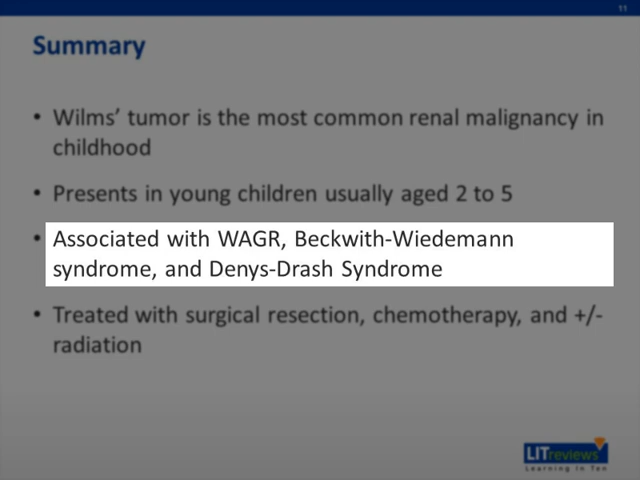 11
Summary
• Wilms’ tumor is the most common renal malignancy in
childhood
• Presents in young children usually aged 2 to 5
• Associated with WAGR, Beckwith-Wiedemann
syndrome, and Denys-Drash Syndrome
• Treated with surgical resection, chemotherapy, and +/-
radiation
LITreviews
Learning In Ten